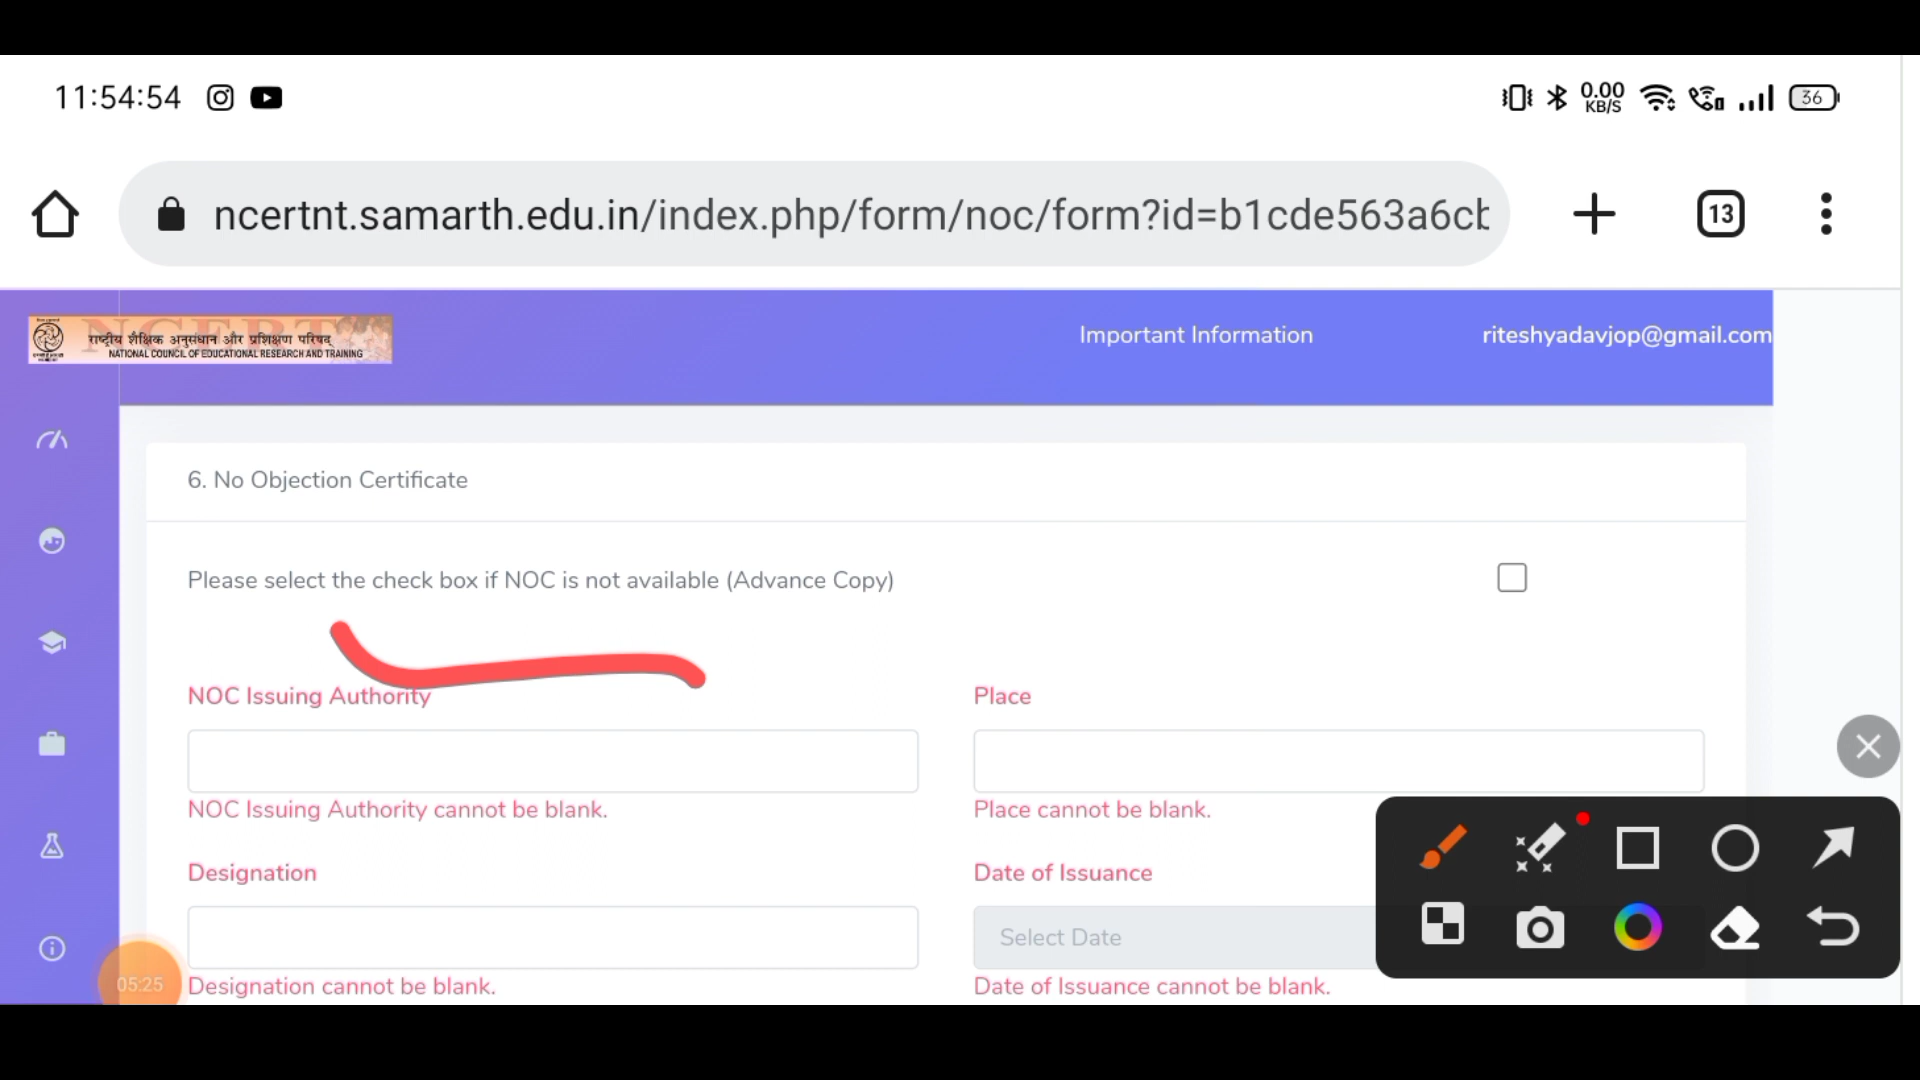 11:54:54
0.00
KB/S
36
ncertnt.samarth.edu.in/index.php/form/noc/form?id=b1cde563a6cb
13
NCERT
राष्ट्रीय शैक्षिक अनुसंधान और प्रशिक्षण परिषद्
NATIONAL COUNCIL OF EDUCATIONAL RESEARCH AND TRAINING
Important Information
riteshyadavjop@gmail.com
6. No Objection Certificate
Please select the check box if NOC is not available (Advance Copy)
NOC Issuing Authority
Place
NOC Issuing Authority cannot be blank.
Place cannot be blank.
Designation
Date of Issuance
Select Date
05:25
Designation cannot be blank.
Date of Issuance cannot be blank.